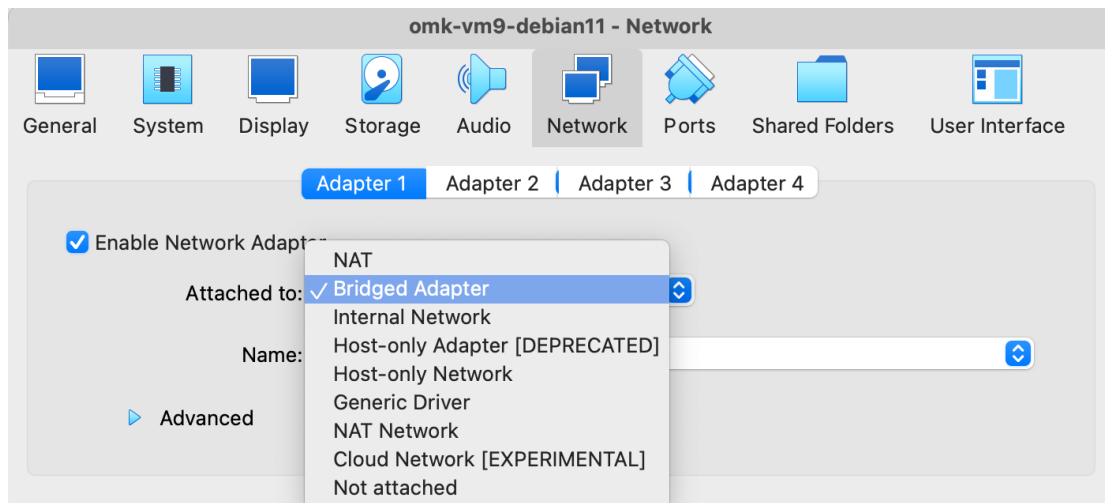 omk-vm9-debian11 - Network
General System Display Storage Audio Network Ports Shared Folders User Interface
Adapter 1 Adapter 2 Adapter 3 Adapter 4
Enable Network Adapter
Attached to:
NAT
Bridged Adapter
Internal Network
Host-only Adapter [DEPRECATED]
Host-only Network
Generic Driver
NAT Network
Cloud Network [EXPERIMENTAL]
Not attached
Name:
Advanced